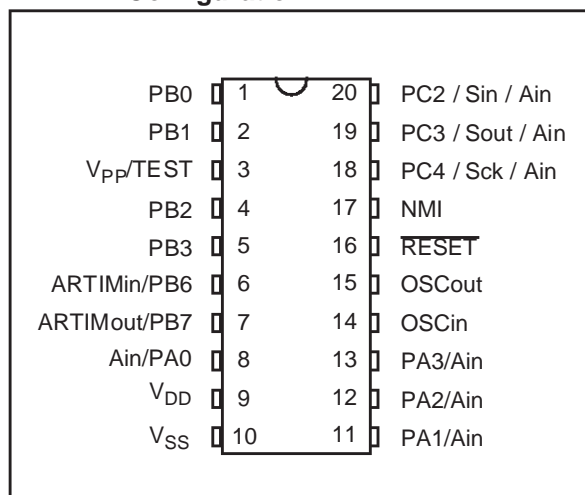 PB0 1 20 PC2 / Sin / Ain
PB1 2 19 PC3 / Sout / Ain
VPP/TEST 3 18 PC4 / Sck / Ain
PB2 4 17 NMI
PB3 5 16 RESET
ARTIMin/PB6 6 15 OSCout
ARTIMout/PB7 7 14 OSCin
Ain/PA0 8 13 PA3/Ain
VDD 9 12 PA2/Ain
VSS 10 11 PA1/Ain